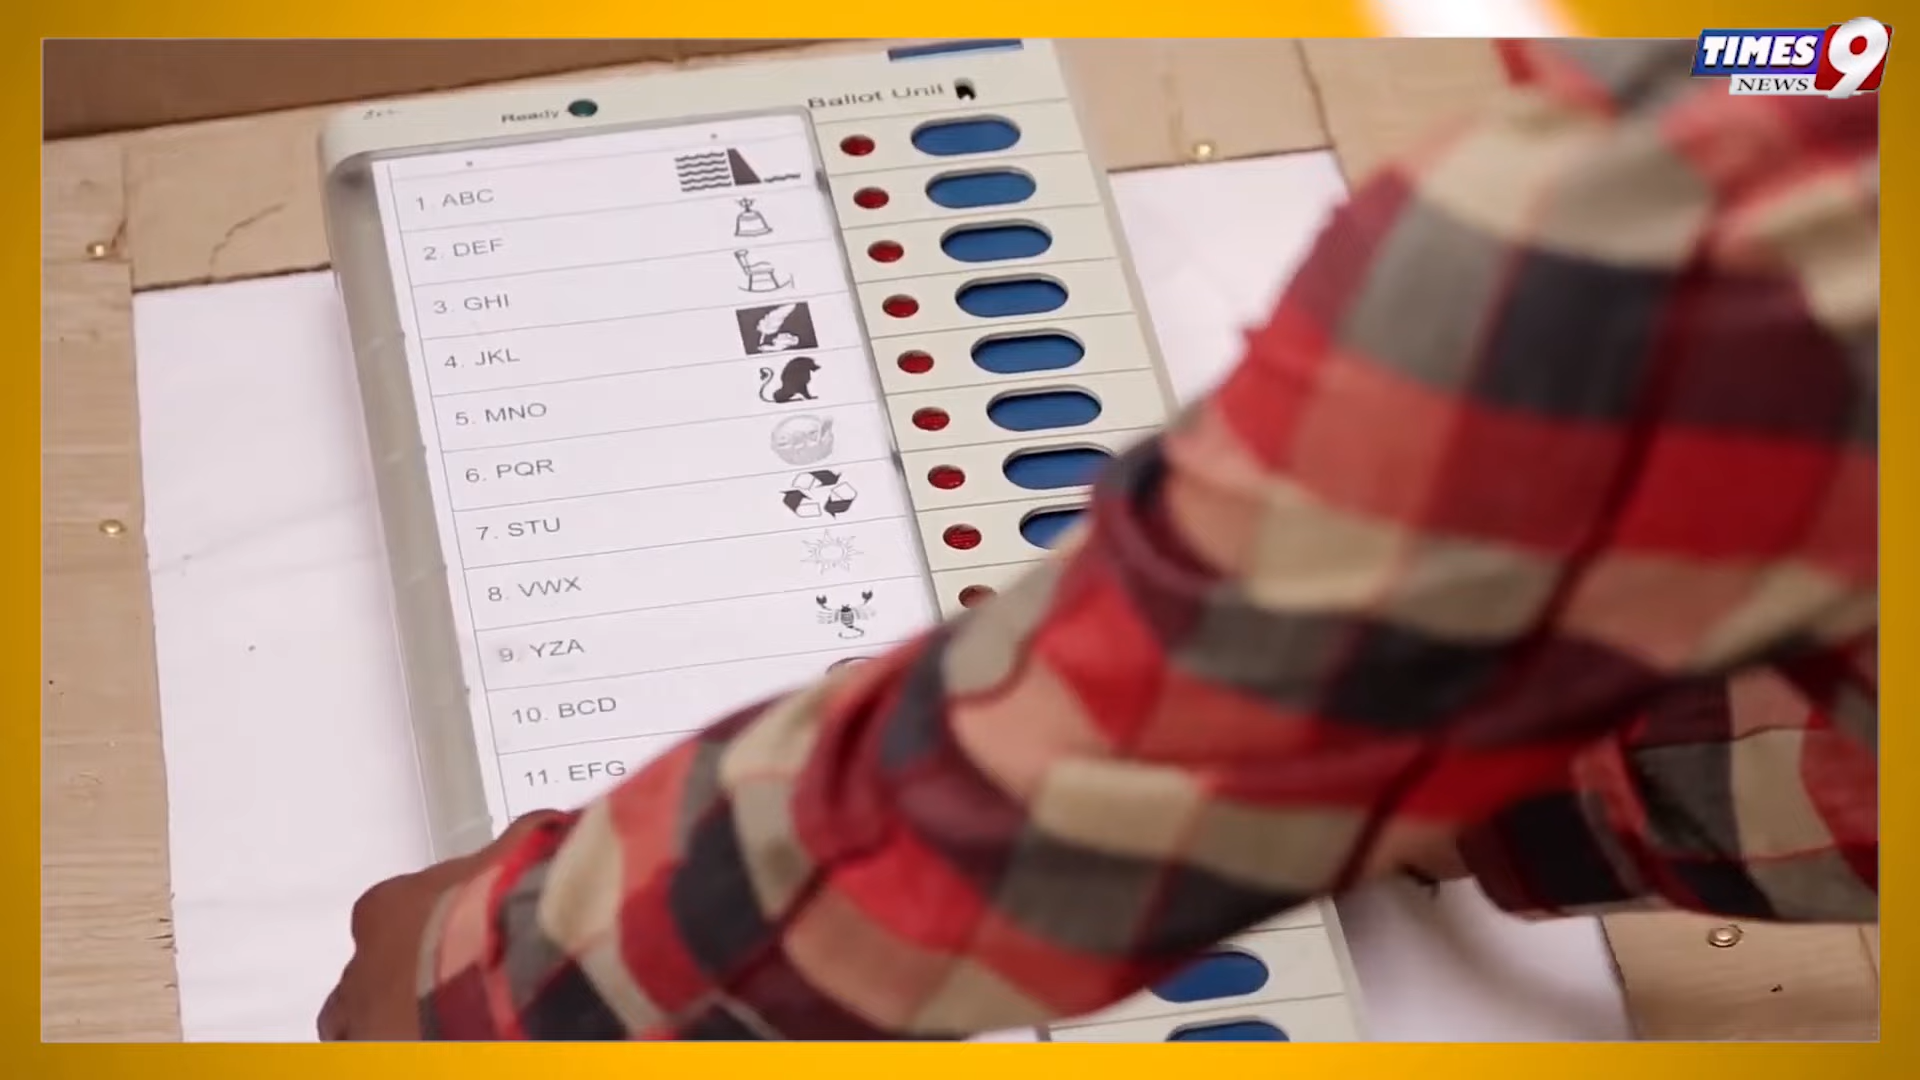 TIMES 9
NEWS
Ready
Ballot Unit
1. ABC
2. DEF
3. GHI
4. JKL
5. MNO
6. PQR
7. STU
8. VWX
9. YZA
10. BCD
11. EFG